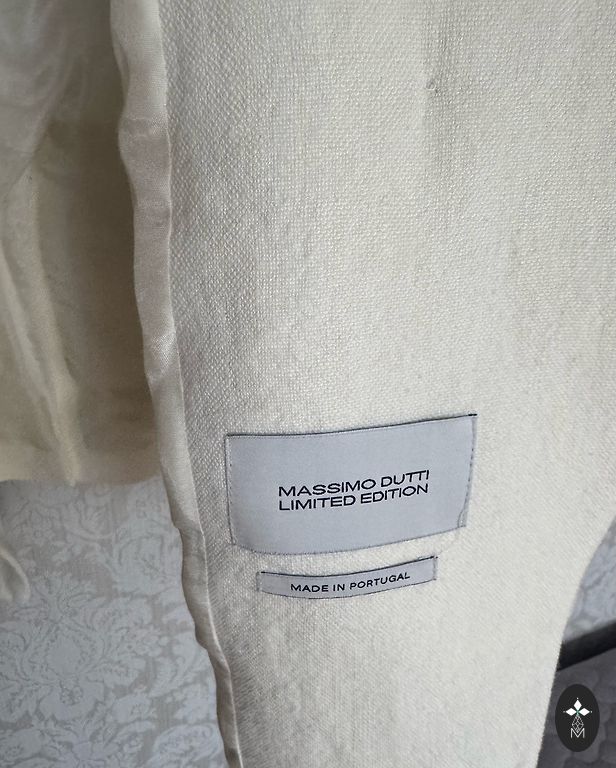 MASSIMO DUTTI
LIMITED EDITION
MADE IN PORTUGAL
M